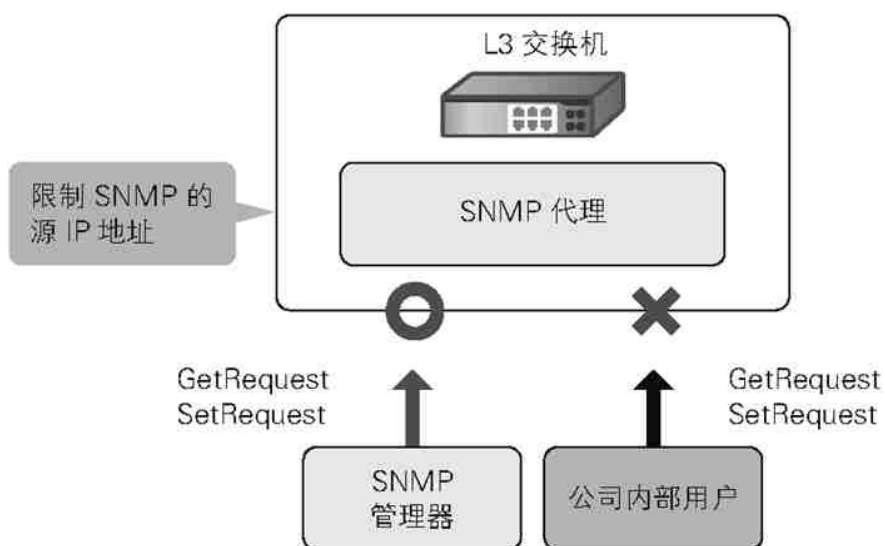 L3 交换机
限制 SNMP 的
源 IP 地址
SNMP 代理
GetRequest
SetRequest
GetRequest
SetRequest
SNMP
管理器
公司内部用户